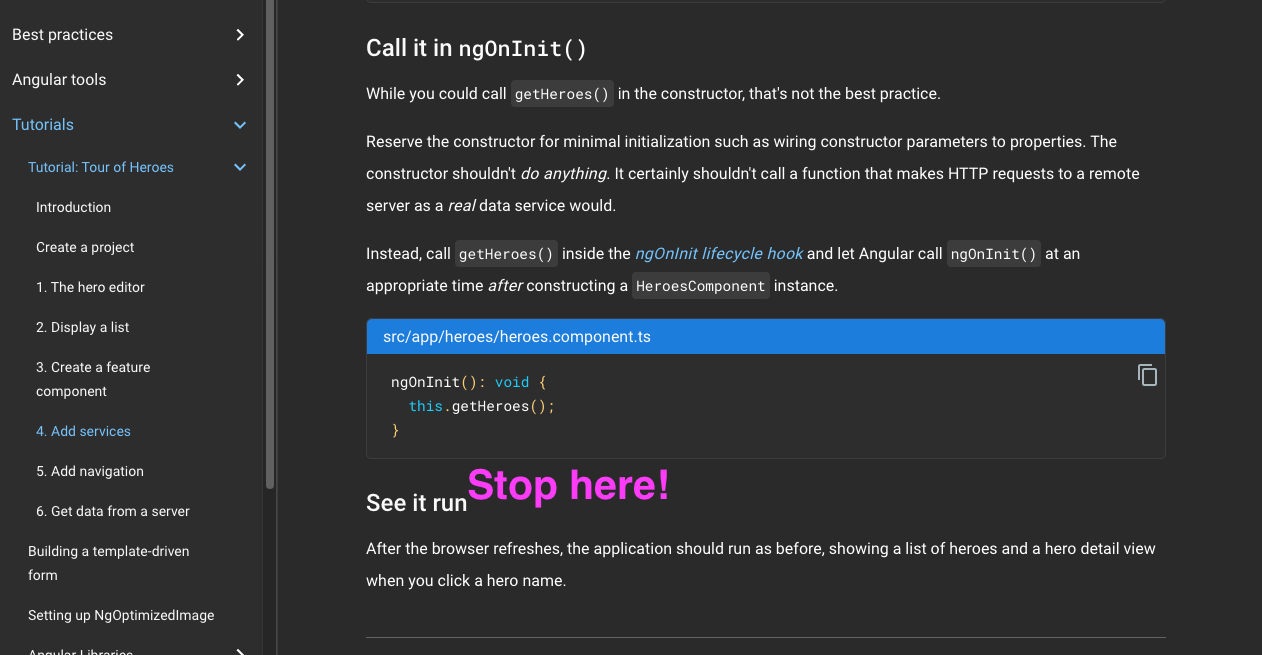 Best practices
Angular tools
Tutorials
Tutorial: Tour of Heroes
Introduction
Create a project
1. The hero editor
2. Display a list
3. Create a feature
component
4. Add services
5. Add navigation
6. Get data from a server
Building a template-driven
form
Setting up NgOptimizedImage
Angular Libraries
Call it in ngOnInit()
While you could call getHeroes() in the constructor, that's not the best practice.
Reserve the constructor for minimal initialization such as wiring constructor parameters to properties. The
constructor shouldn't do anything. It certainly shouldn't call a function that makes HTTP requests to a remote
server as a real data service would.
Instead, call getHeroes() inside the ngOnInit lifecycle hook and let Angular call ngOnInit() at an
appropriate time after constructing a HeroesComponent instance.
src/app/heroes/heroes.component.ts
ngOnInit(): void {
  this.getHeroes();
}
Stop here!
See it run
After the browser refreshes, the application should run as before, showing a list of heroes and a hero detail view
when you click a hero name.